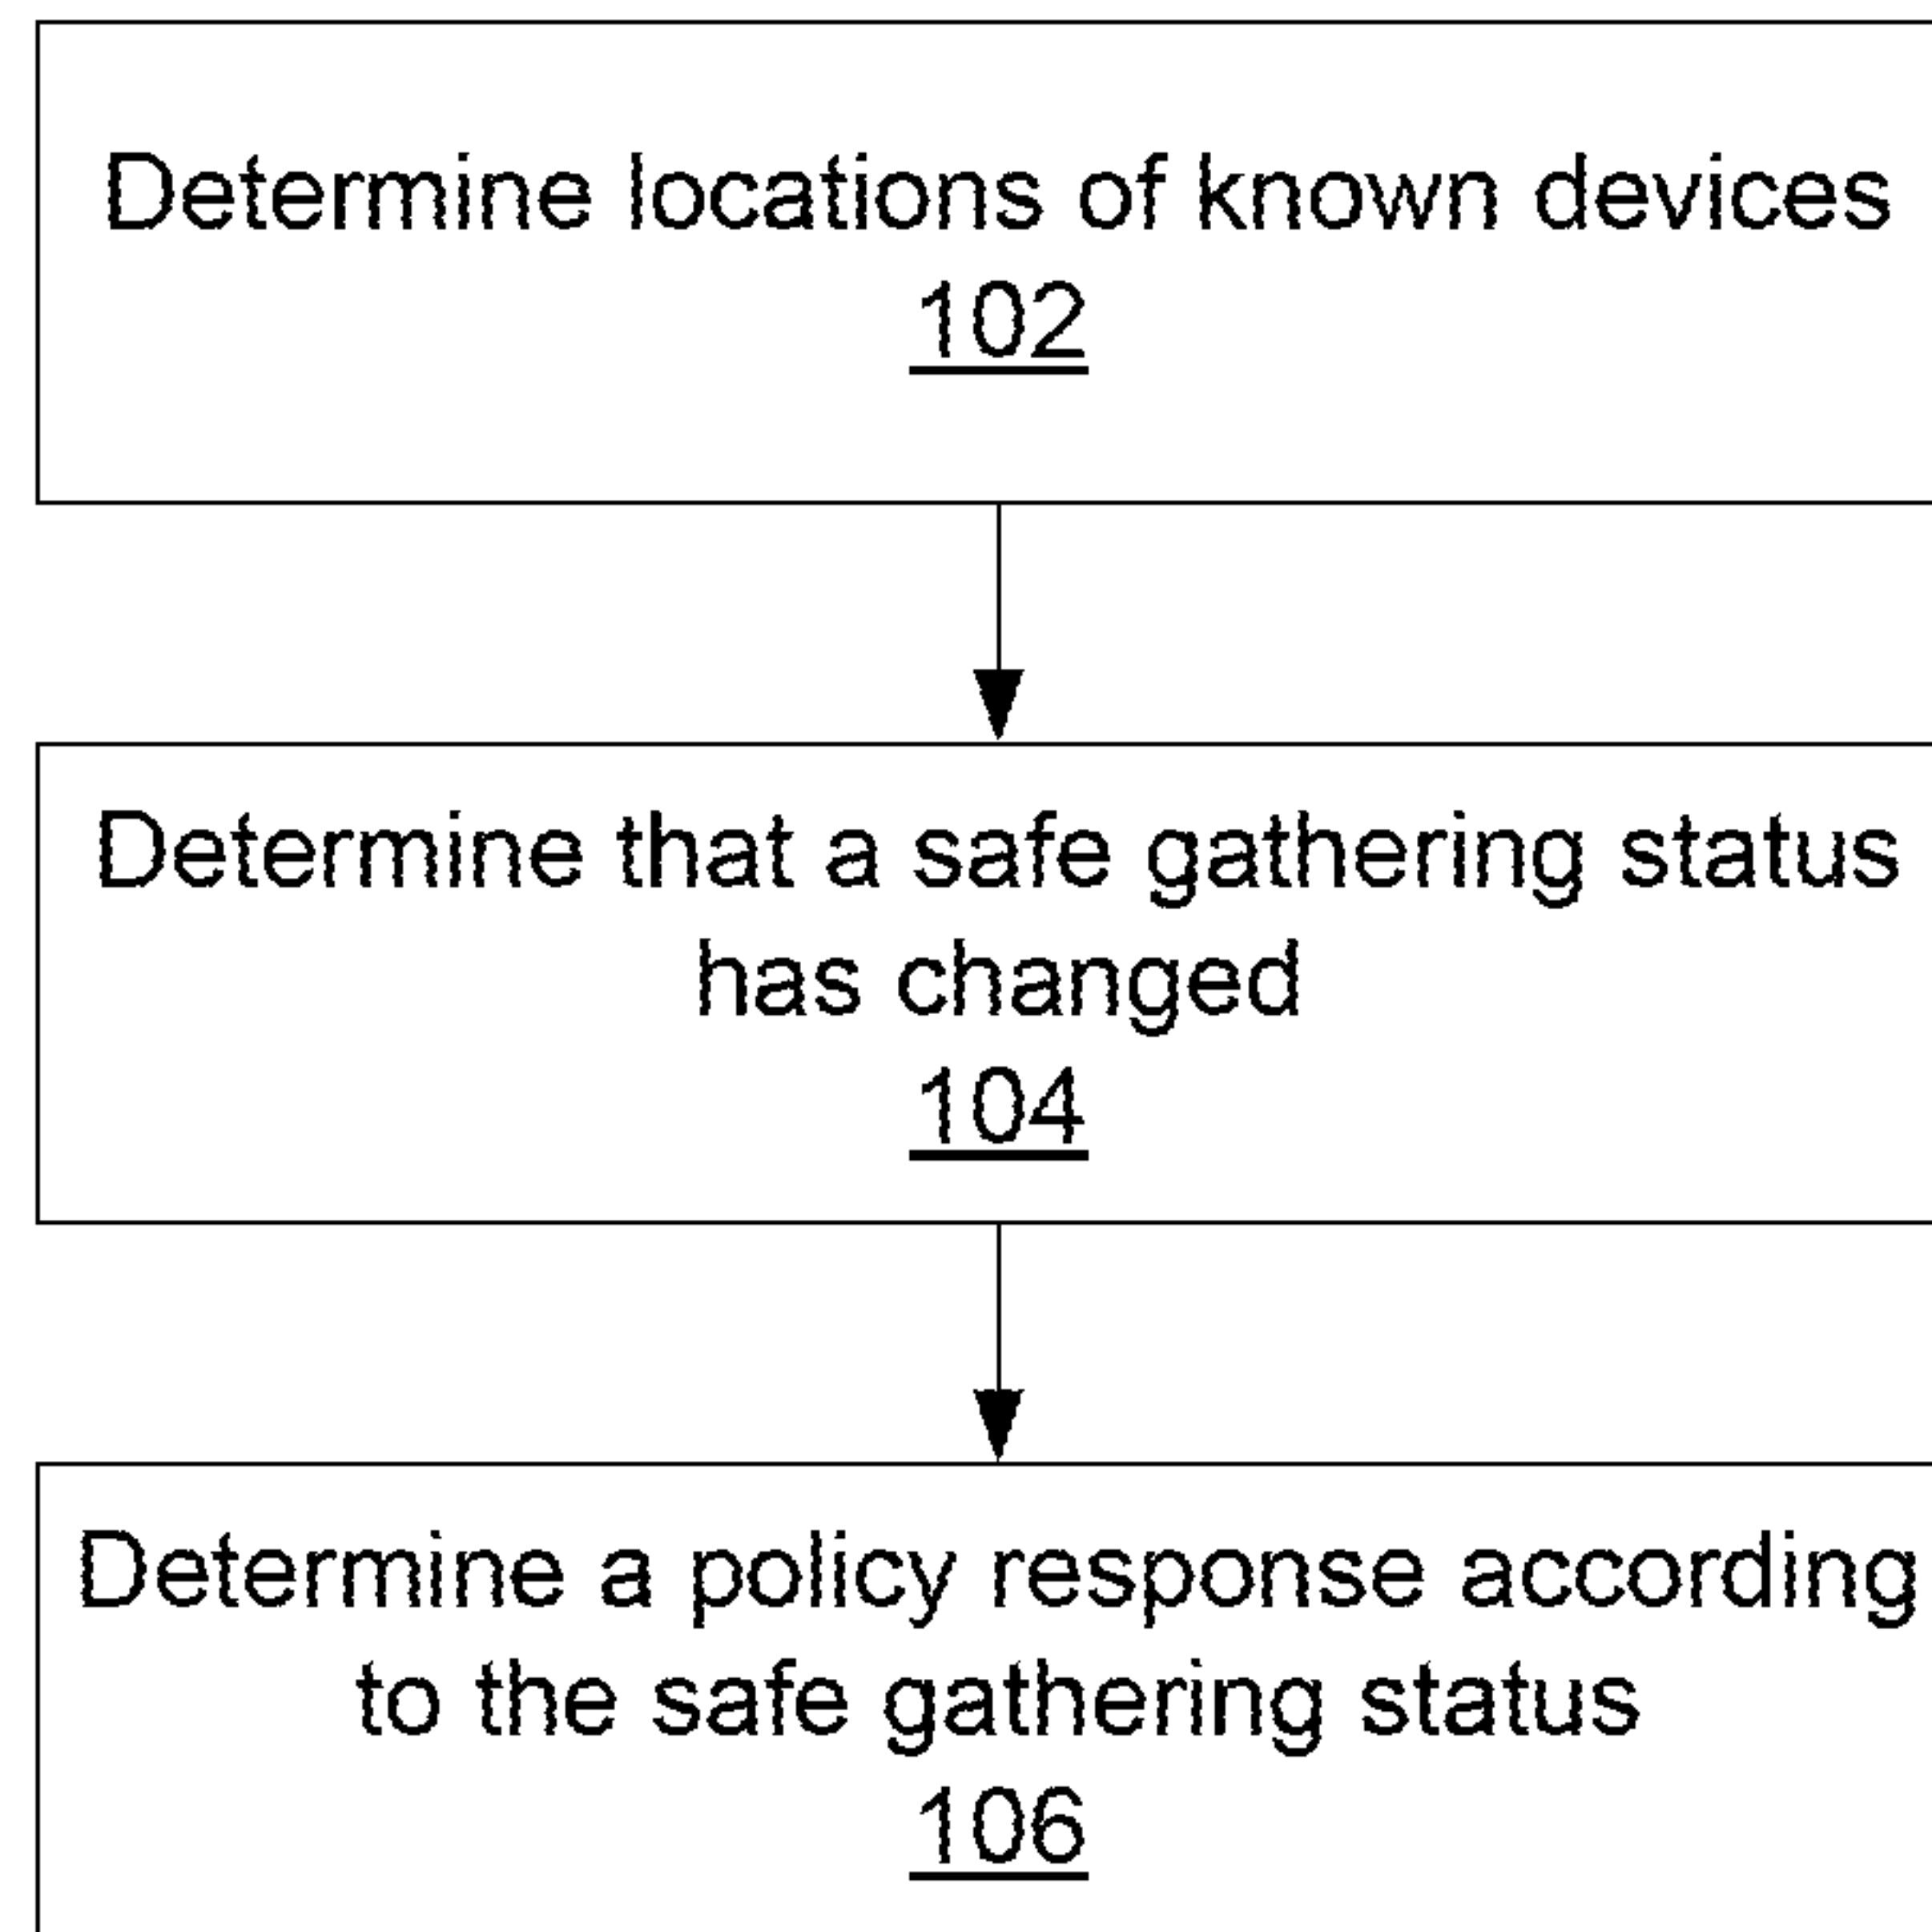 Determine locations of known devices
102
Determine that a safe gathering status
has changed
104
Determine a policy response according
to the safe gathering status
106